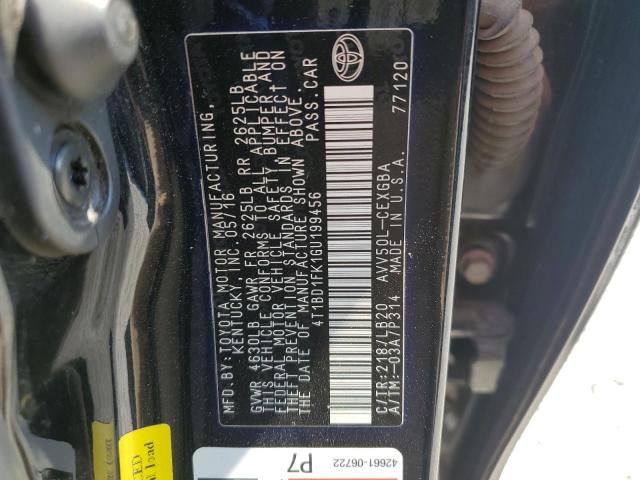 MFD.BY:TOYOTA MOTOR MANUFACTURING,
KENTUCKY, INC. 05/16
GVWR 4630LB GAWR FR 2625LB RR 2625LB
THIS VEHICLE CONFORMS TO ALL APPLICABLE
FEDERAL MOTOR VEHICLE SAFETY, BUMPER, AND
THEFT PREVENTION STANDARDS IN EFFECT ON
THE DATE OF MANUFACTURE SHOWN ABOVE.
4T1BD1FK1GU199456 PASS. CAR
C/TR:218/LB20 AVV50L-CEXGBA
A/TM:-03A/P314 MADE IN U.S.A. 77120
42661-06722
P7
Load